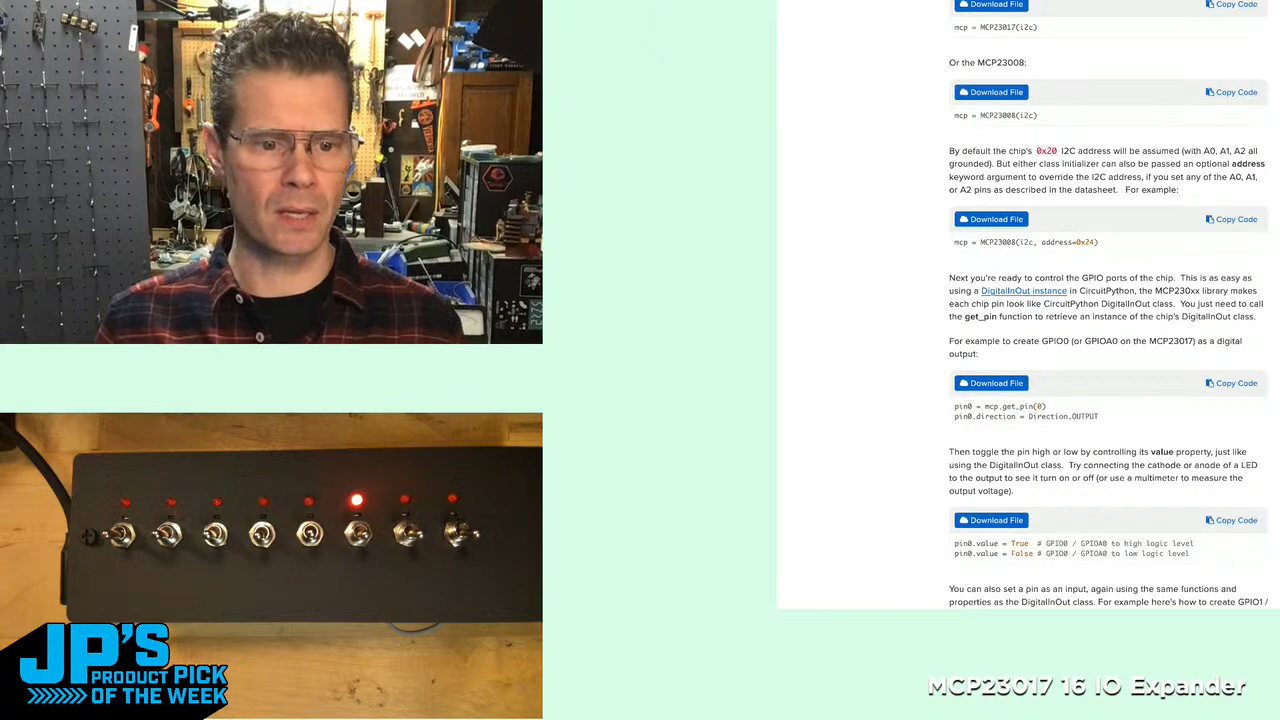 Download File
Copy Code
mcp = MCP23017(i2c)
Or the MCP23008:
Download File
Copy Code
mcp = MCP23008(i2c)
By default the chip's 0x20 I2C address will be assumed (with A0, A1, A2 all
grounded). But either class initializer can also be passed an optional address
keyword argument to override the I2C address, if you set any of the A0, A1,
or A2 pins as described in the datasheet. For example:
Download File
Copy Code
mcp = MCP23008(i2c, address=0x24)
Next you're ready to control the GPIO ports of the chip. This is as easy as
using a DigitalInOut instance in CircuitPython, the MCP230xx library makes
each chip pin look like CircuitPython DigitalInOut class. You just need to call
the get_pin function to retrieve an instance of the chip's DigitalInOut class.
For example to create GPIO0 (or GPIOA0 on the MCP23017) as a digital
output:
Download File
Copy Code
pin0 = mcp.get_pin(0)
pin0.direction = Direction.OUTPUT
Then toggle the pin high or low by controlling its value property, just like
using the DigitalInOut class. Try connecting the cathode or anode of a LED
to the output to see it turn on or off (or use a multimeter to measure the
output voltage).
Download File
Copy Code
pin0.value = True # GPIO0 / GPIOA0 to high logic level
pin0.value = False # GPIO0 / GPIOA0 to low logic level
You can also set a pin as an input, again using the same functions and
properties as the DigitalInOut class. For example here's how to create GPIO1 /
JP'S
PRODUCT PICK
OF THE WEEK
MCP23017 16 IO Expander